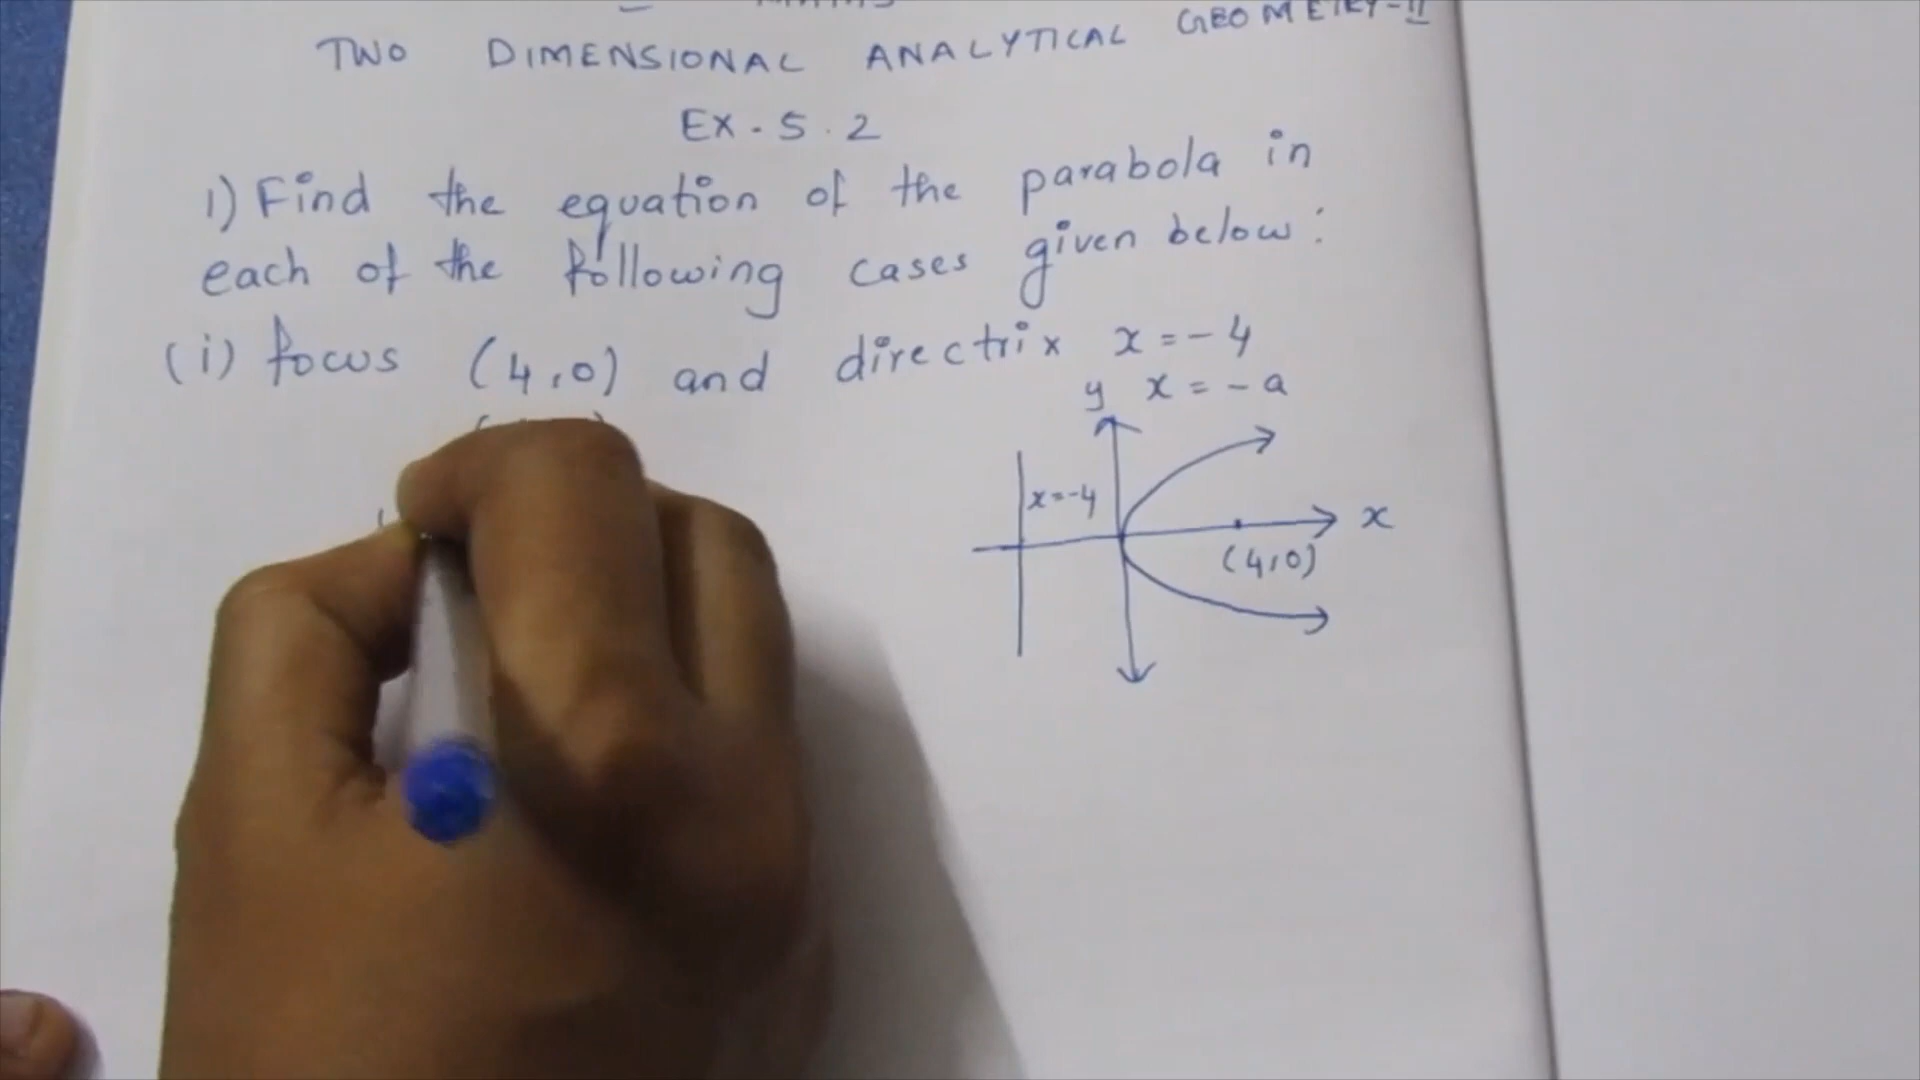 TWO DIMENSIONAL ANALYTICAL GEOMETRY-II
EX-5.2
1) Find the equation of the parabola in
each of the following cases given below:
(i) focus (4,0) and directrix x=-4
y x=-a
x=-4
x
(4,0)